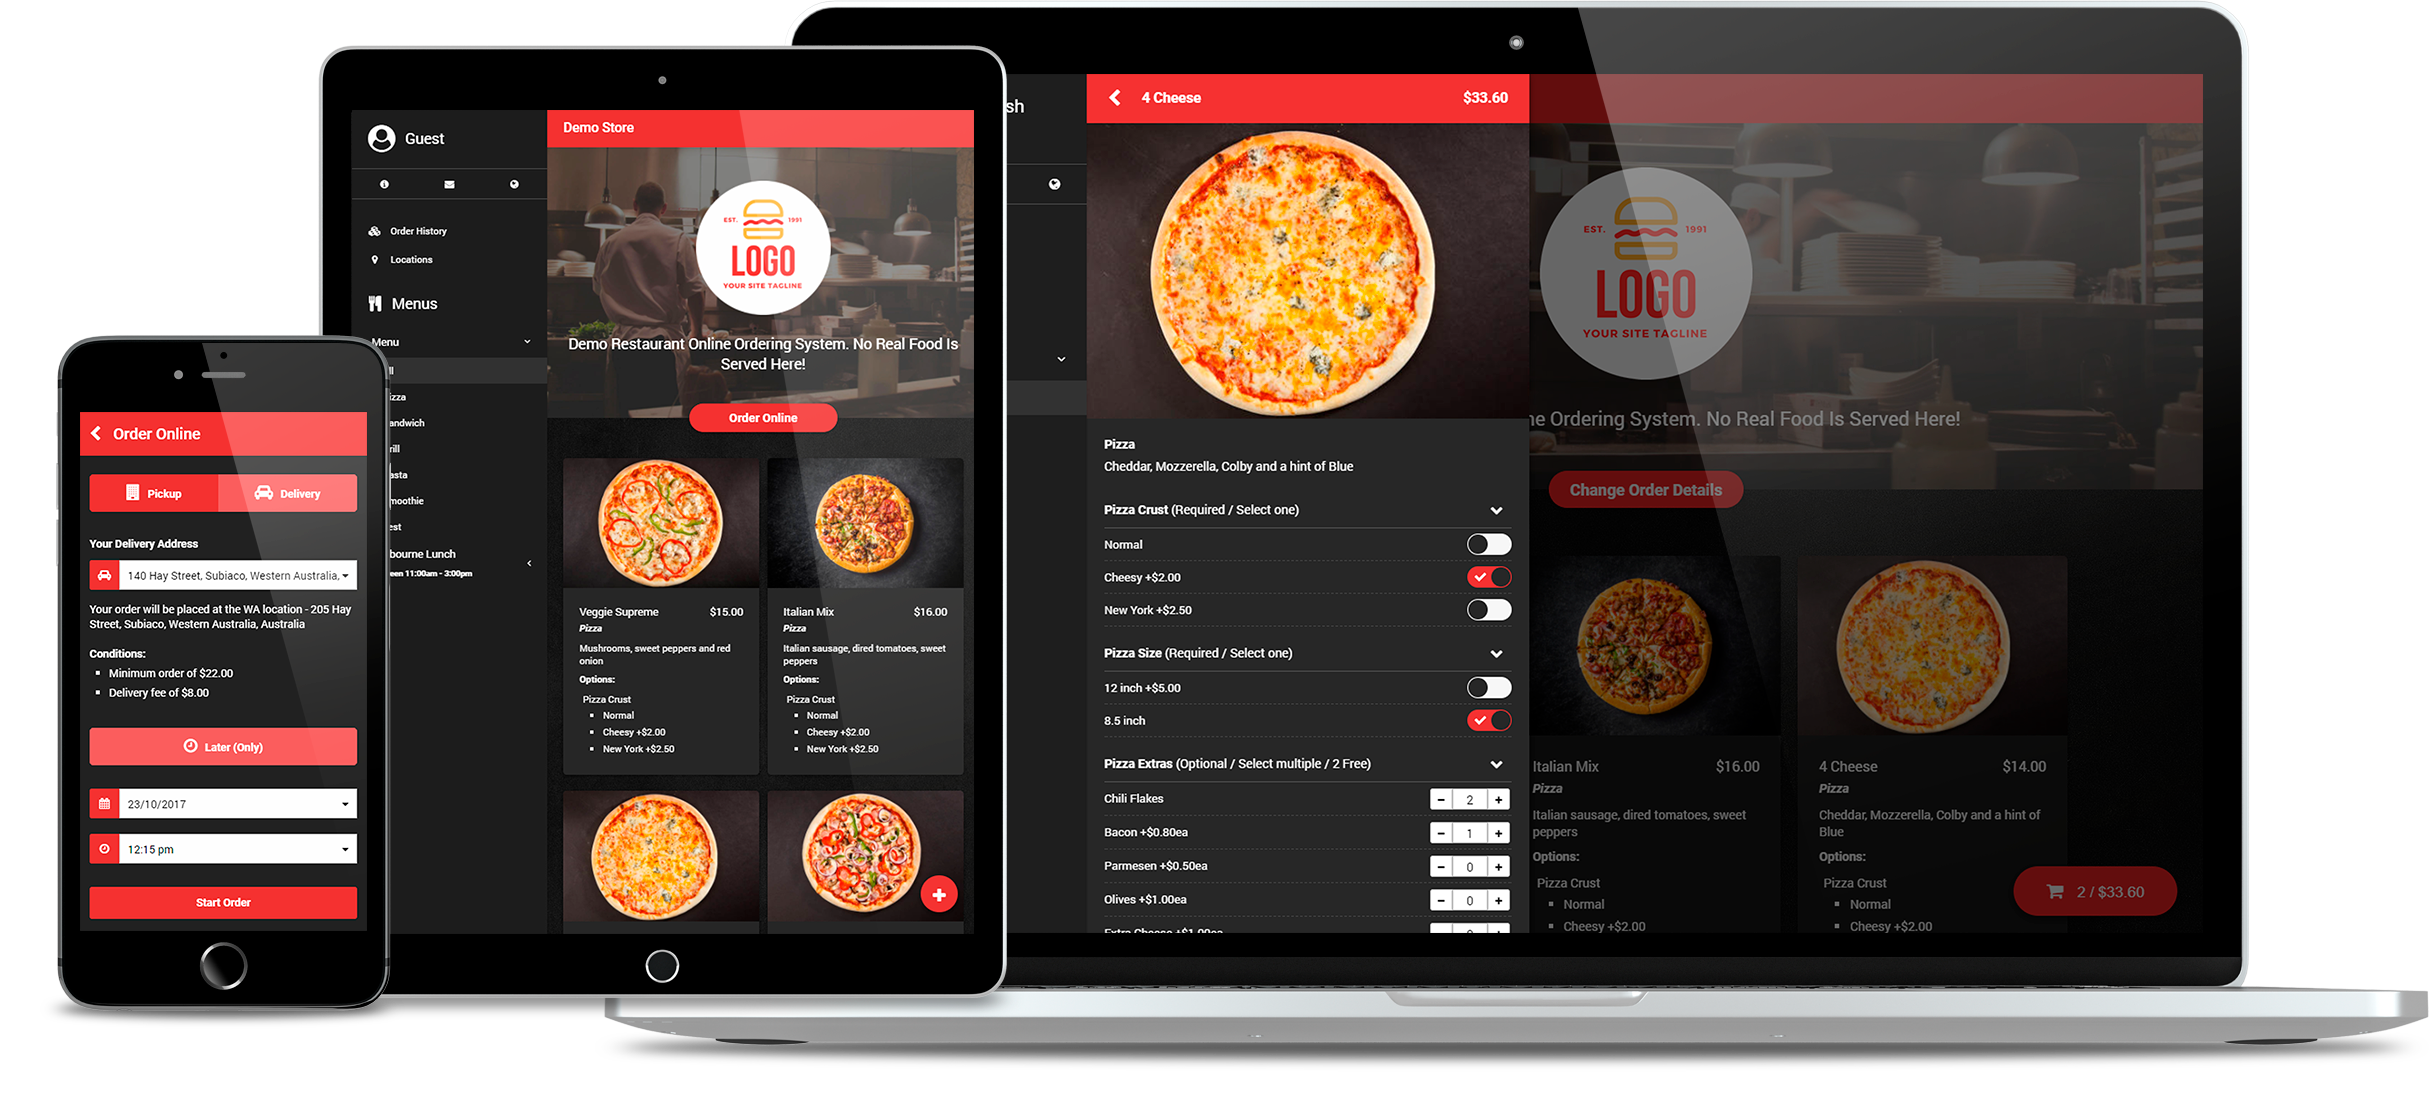 Order Online
Pickup
Delivery
Your Delivery Address
140 Hay Street, Subiaco, Western Australia,
Your order will be placed at the WA location - 205 Hay
Street, Subiaco, Western Australia, Australia
Conditions:
Minimum order of $22.00
Delivery fee of $8.00
Later (Only)
23/10/2017
12:15 pm
Start Order
Guest
Order History
Locations
Menus
Menu
ll
izza
andwich
rill
asta
moothie
est
bourne Lunch
een 11:00am - 3:00pm
Demo Store
EST. 1991
LOGO
YOUR SITE TAGLINE
Demo Restaurant Online Ordering System. No Real Food Is
Served Here!
Order Online
Veggie Supreme $15.00
Pizza
Mushrooms, sweet peppers and red
onion
Options:
Pizza Crust
Normal
Cheesy +$2.00
New York +$2.50
Italian Mix $16.00
Pizza
Italian sausage, dired tomatoes, sweet
peppers
Options:
Pizza Crust
Normal
Cheesy +$2.00
New York +$2.50
sh
4 Cheese $33.60
Pizza
Cheddar, Mozzerella, Colby and a hint of Blue
Pizza Crust (Required / Select one)
Normal
Cheesy +$2.00
New York +$2.50
Pizza Size (Required / Select one)
12 inch +$5.00
8.5 inch
Pizza Extras (Optional / Select multiple / 2 Free)
Chili Flakes - 2 +
Bacon +$0.80ea - 1 +
Parmesen +$0.50ea - 0 +
Olives +$1.00ea - 0 +
Extra Cheese +$1.00ea
EST. 1991
LOGO
YOUR SITE TAGLINE
ne Ordering System. No Real Food Is Served Here!
Change Order Details
Italian Mix $16.00
Pizza
Italian sausage, dired tomatoes, sweet
peppers
Options:
Pizza Crust
Normal
Cheesy +$2.00
4 Cheese $14.00
Pizza
Cheddar, Mozzerella, Colby and a hint of
Blue
Options:
Pizza Crust
Normal
Cheesy +$2.00
2 / $33.60